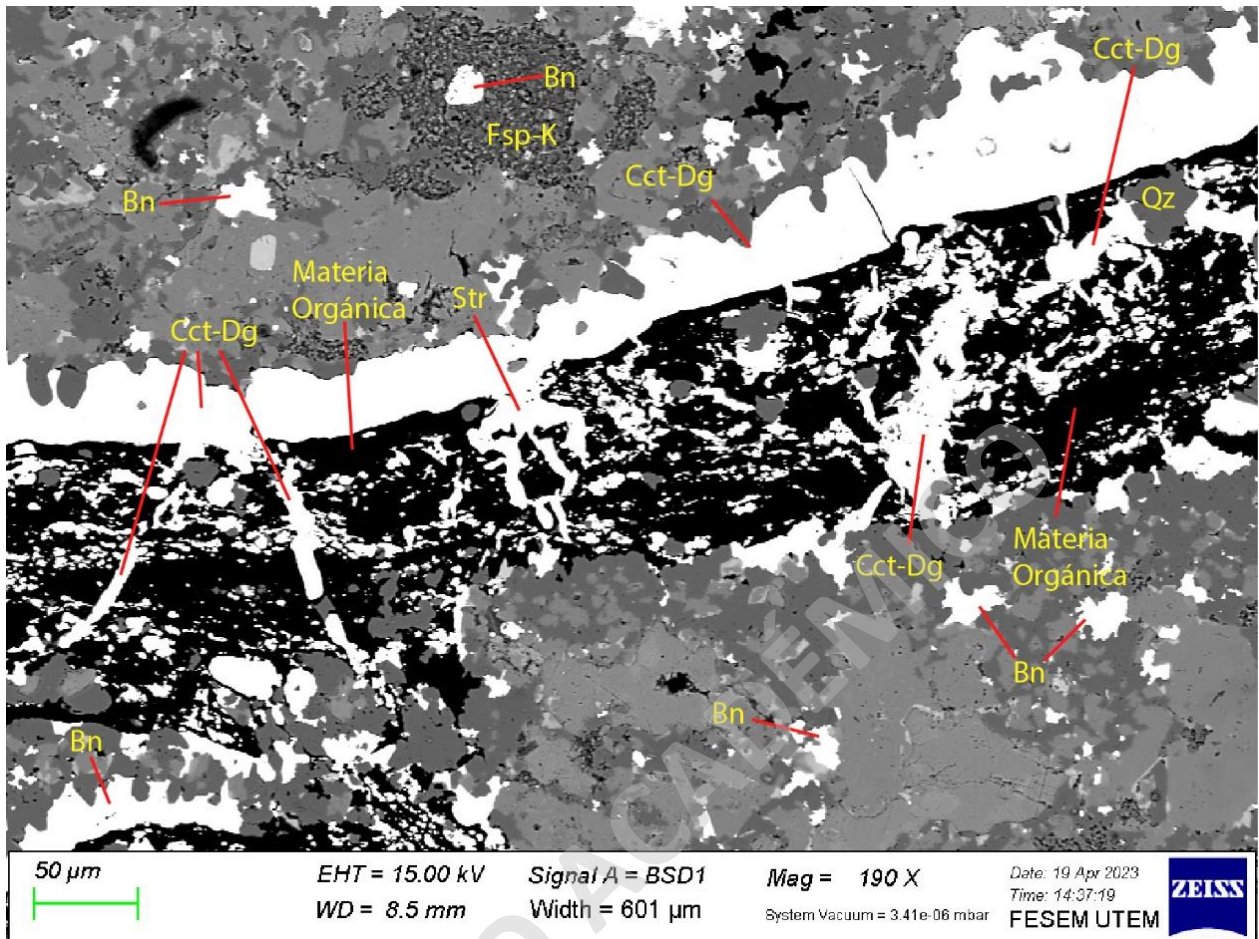 Cct-Dg
Bn
Fsp-K
Cct-Dg
Bn
Qz
Materia
Orgánica
Str
Cct-Dg
Cct-Dg
Materia
Orgánica
Bn
Bn
Bn
50 µm
EHT = 15.00 kV
WD = 8.5 mm
Signal A = BSD1
Width = 601 µm
Mag = 190 X
System Vacuum = 3.41e-06 mbar
Date: 19 Apr 2023
Time: 14:37:19
FESEM UTEM
ZEISS
O ACADÉMICO